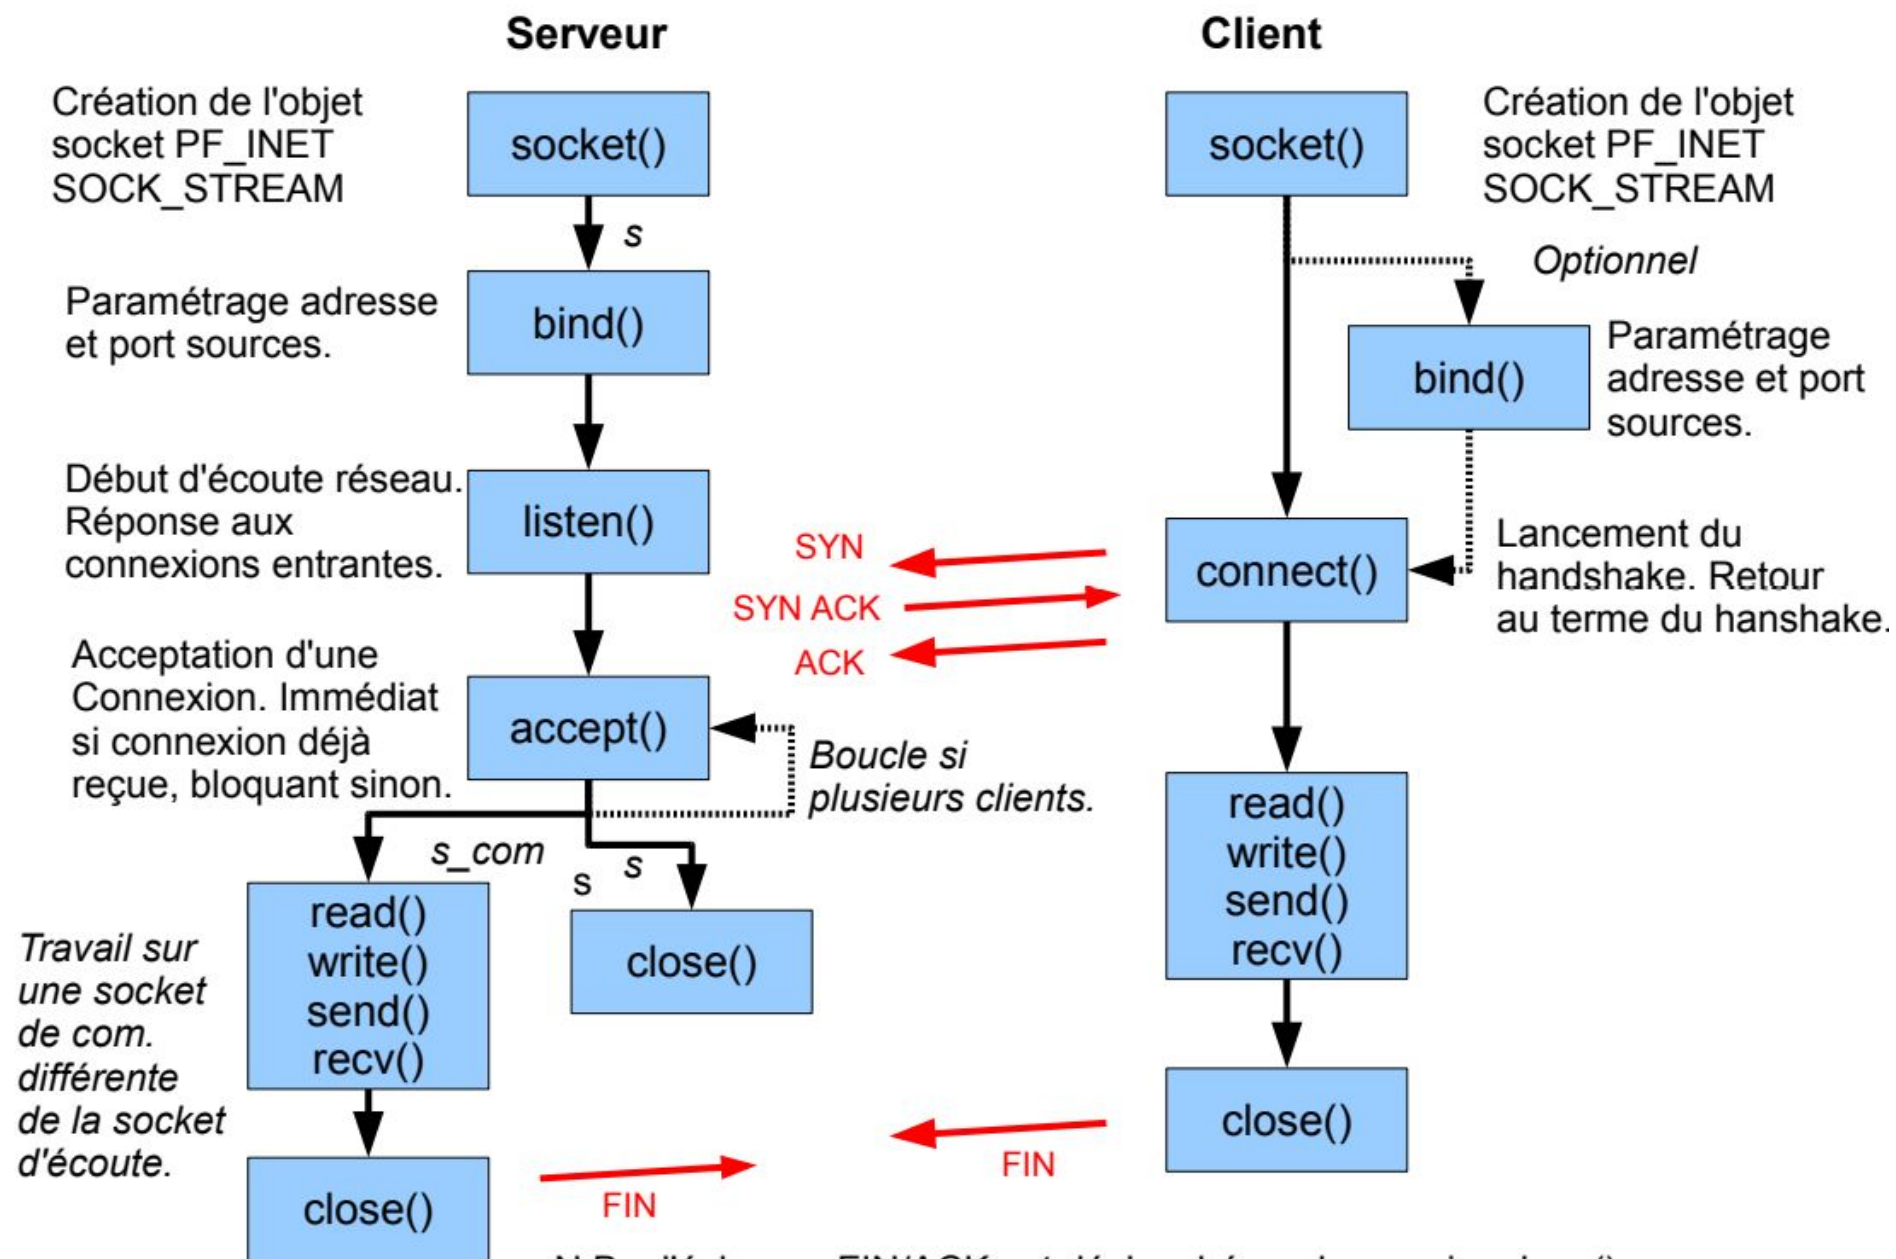 Serveur
Création de l'objet
socket PF_INET
SOCK_STREAM
socket()
s
Paramétrage adresse
et port sources.
bind()
Début d'écoute réseau.
Réponse aux
connexions entrantes.
listen()
Acceptation d'une
Connexion. Immédiat
si connexion déjà
reçue, bloquant sinon.
accept()
Boucle si
plusieurs clients.
s_com
s
s
Travail sur
une socket
de com.
différente
de la socket
d'écoute.
read()
write()
send()
recv()
close()
close()
SYN
SYN ACK
ACK
FIN
FIN
Client
socket()
Création de l'objet
socket PF_INET
SOCK_STREAM
Optionnel
bind()
Paramétrage
adresse et port
sources.
connect()
Lancement du
handshake. Retour
au terme du hanshake.
read()
write()
send()
recv()
close()